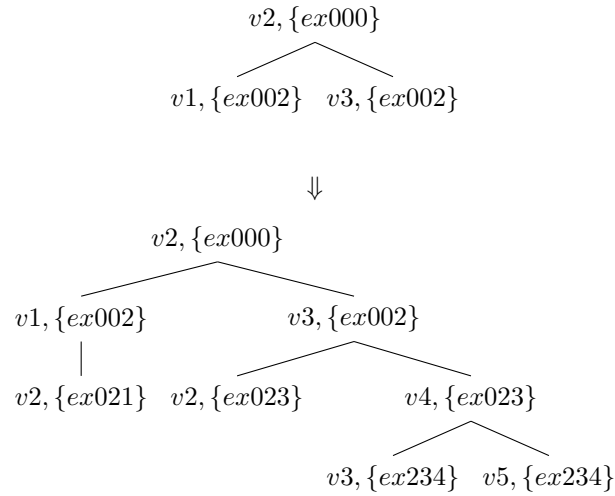 v2, {ex000}
v1, {ex002} v3, {ex002}
⇓
v2, {ex000}
v1, {ex002} v3, {ex002}
v2, {ex021} v2, {ex023} v4, {ex023}
v3, {ex234} v5, {ex234}